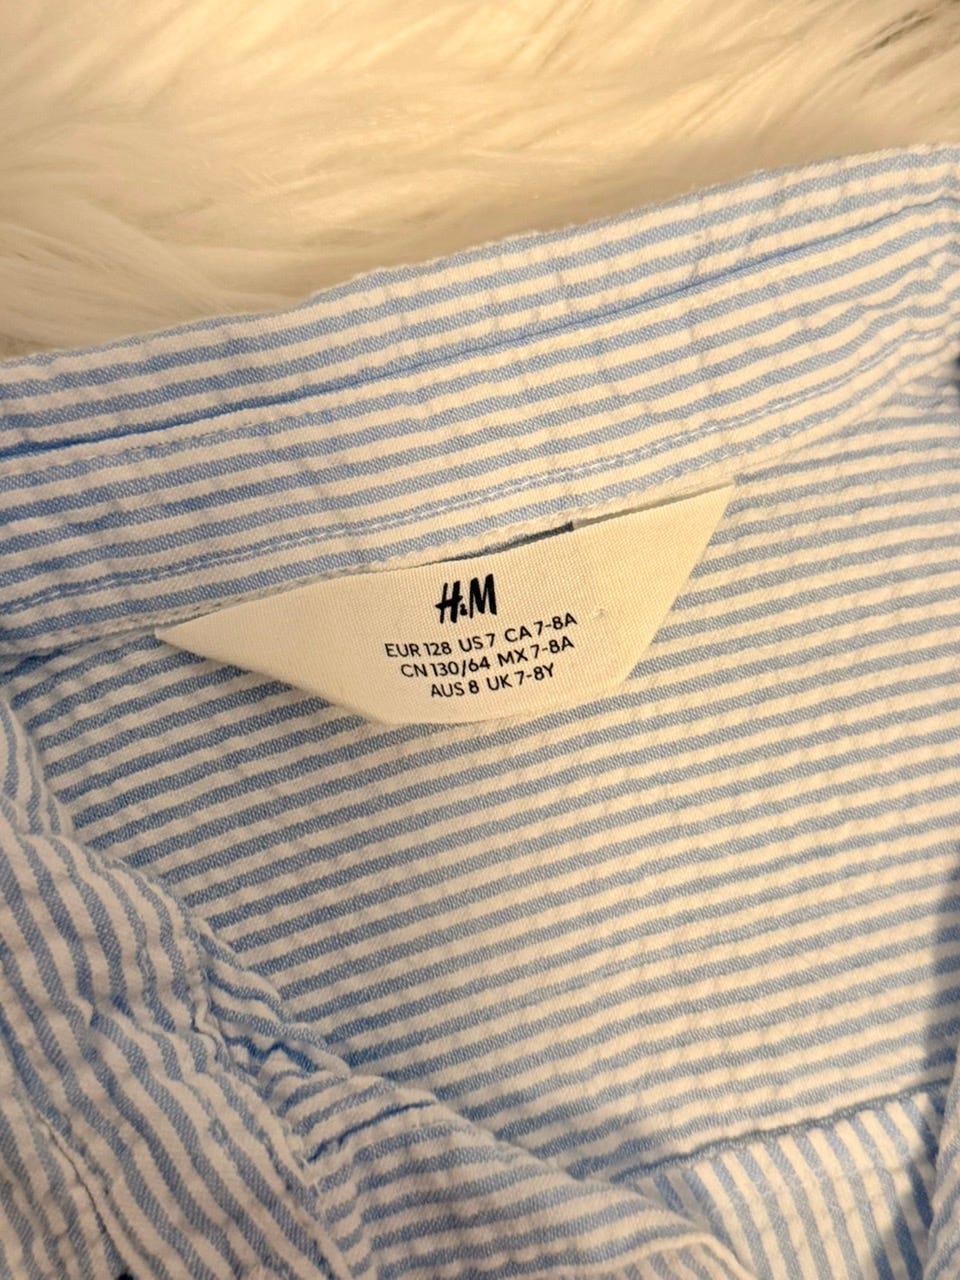 H&M
EUR 128 US 7 CA 7-8A
CN 130/64 MX 7-8A
AUS 8 UK 7-8Y